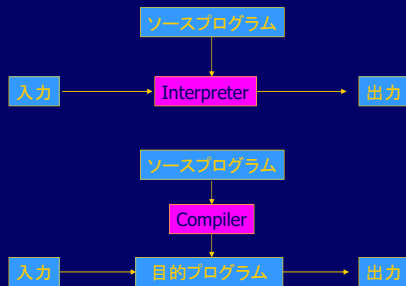 ソースプログラム
入力
Interpreter
出力
ソースプログラム
Compiler
入力
目的プログラム
出力